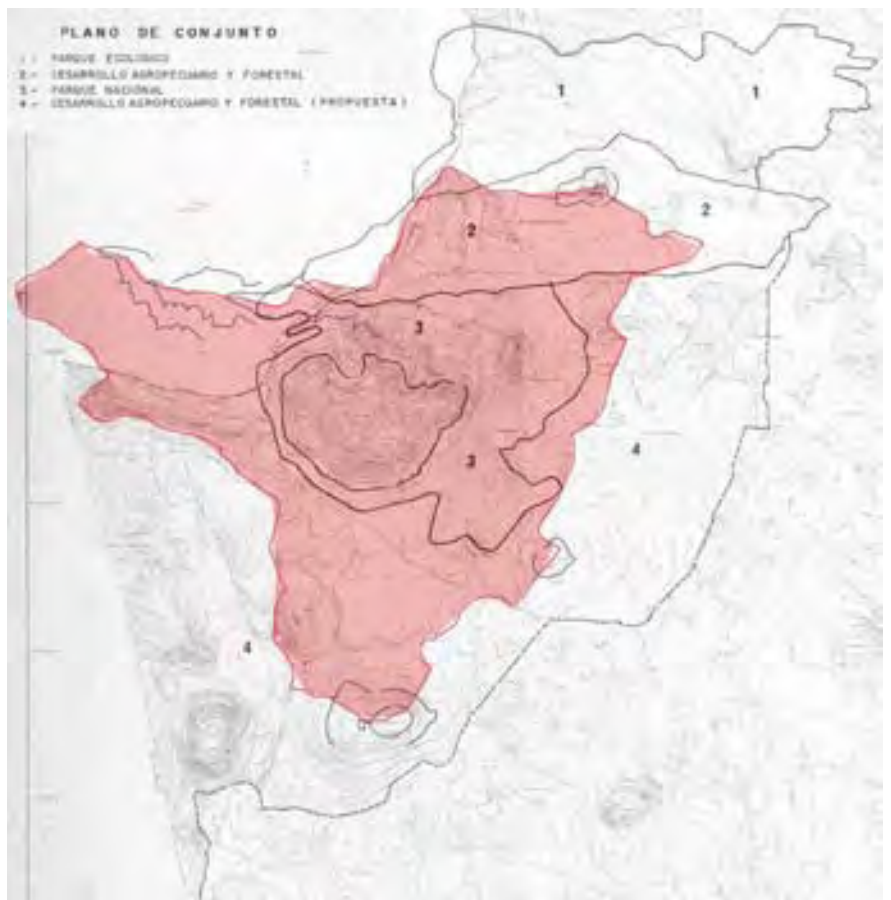 PLANO DE CONJUNTO
1.- PARQUE ECOLOGICO
2.- DESARROLLO AGROPECUARIO Y FORESTAL
3.- PARQUE NACIONAL
4.- DESARROLLO AGROPECUARIO Y FORESTAL (PROPUESTA)
1 1
2
2
3
3
4
4